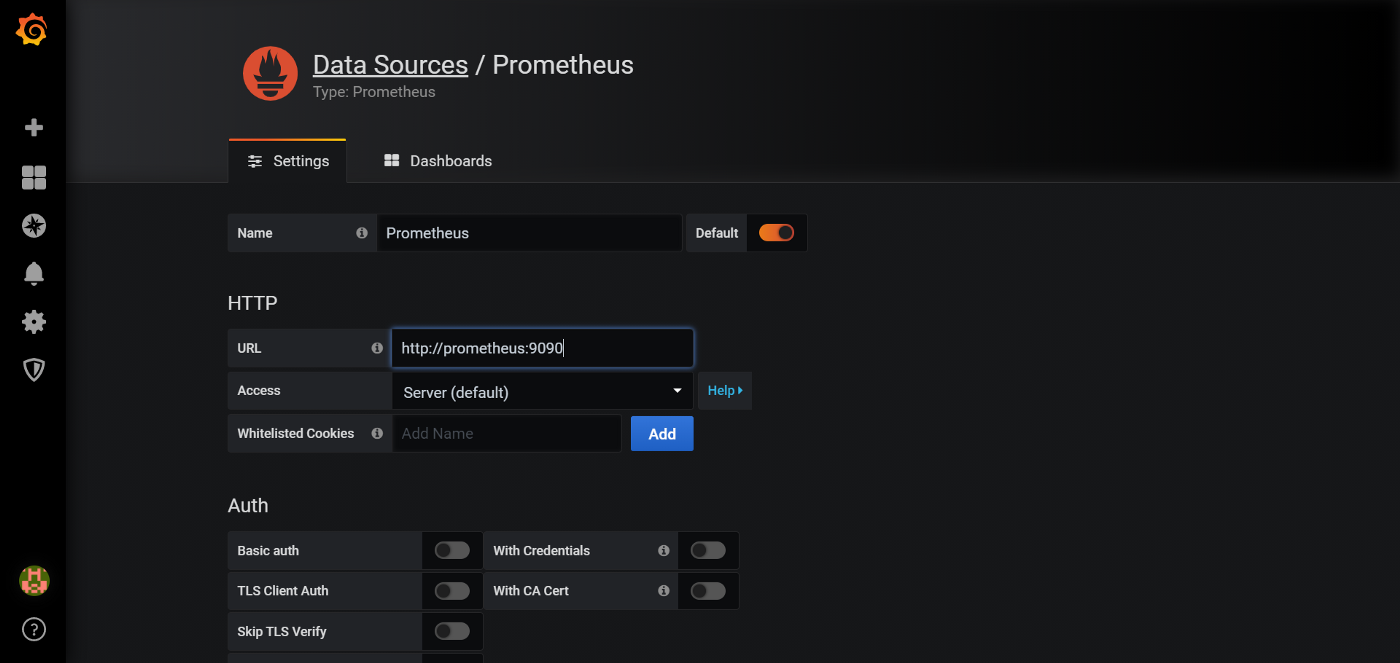 Data Sources / Prometheus
Type: Prometheus
Settings
Dashboards
Name Prometheus Default
HTTP
URL http://prometheus:9090
Access Server (default) Help
Whitelisted Cookies Add Name Add
Auth
Basic auth With Credentials
TLS Client Auth With CA Cert
Skip TLS Verify